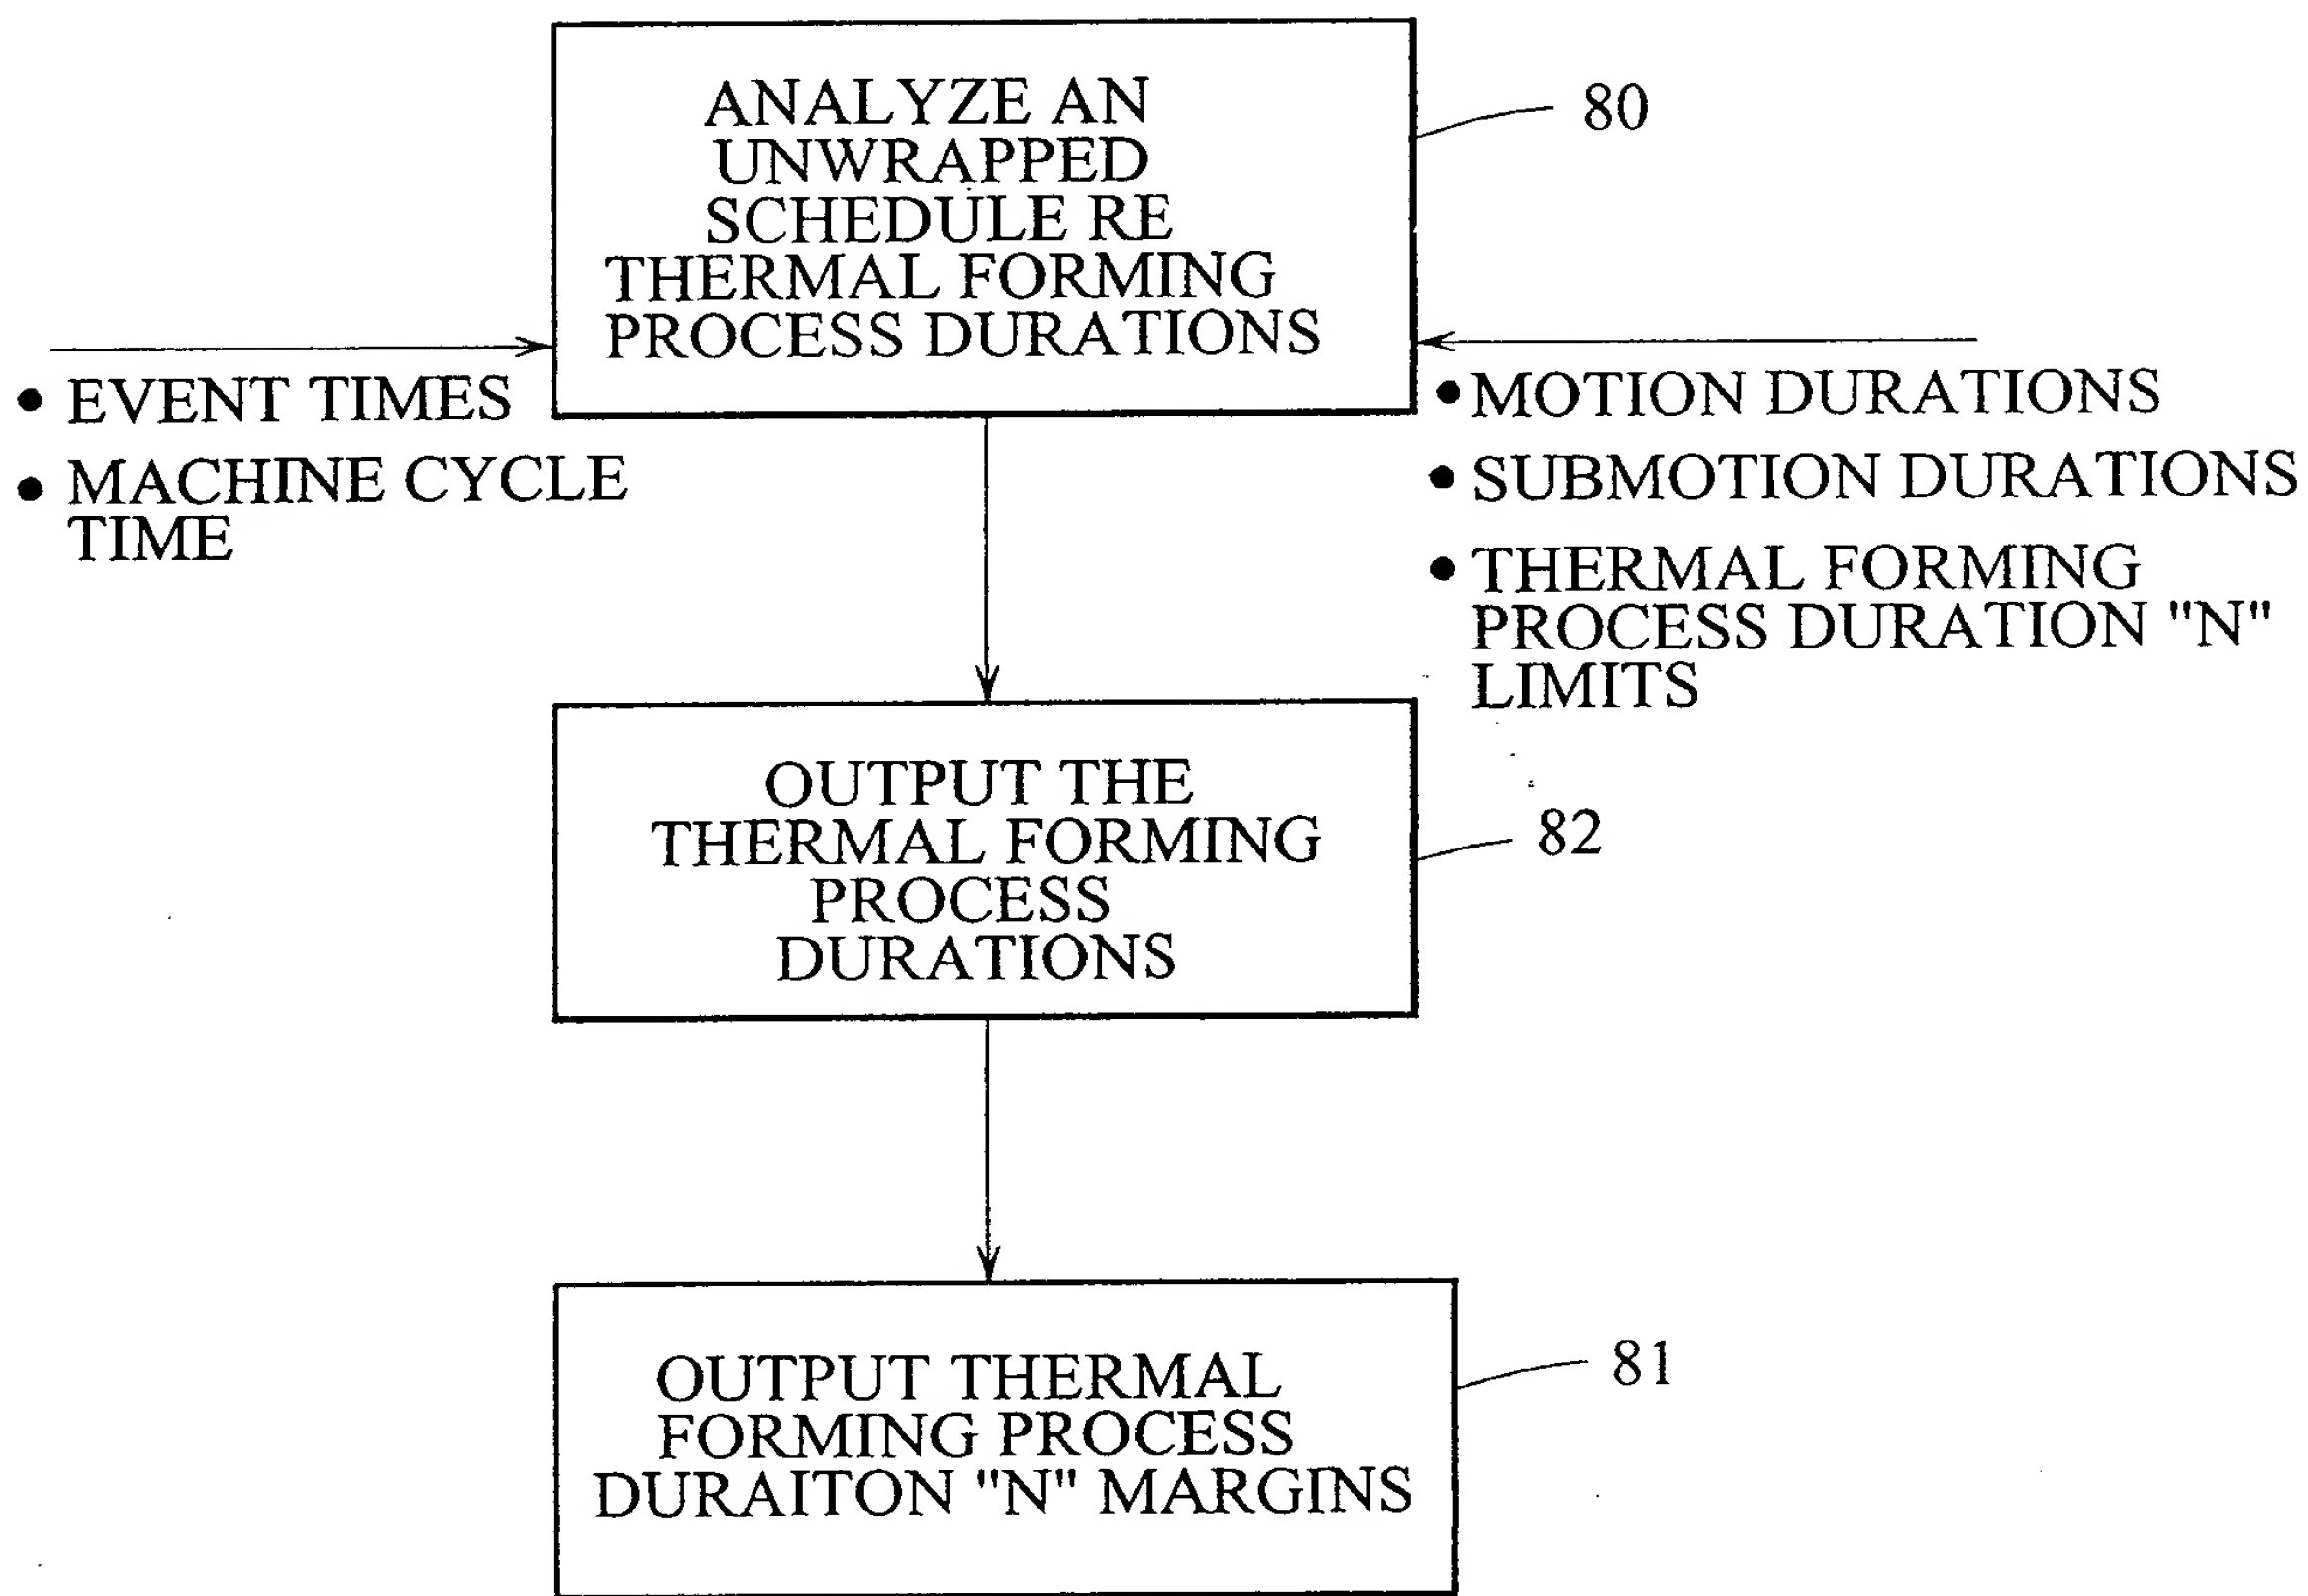 ANALYZE AN
UNWRAPPED
SCHEDULE RE
THERMAL FORMING
PROCESS DURATIONS
80
• EVENT TIMES
• MACHINE CYCLE
TIME
• MOTION DURATIONS
• SUBMOTION DURATIONS
• THERMAL FORMING
PROCESS DURATION "N"
LIMITS
OUTPUT THE
THERMAL FORMING
PROCESS
DURATIONS
82
OUTPUT THERMAL
FORMING PROCESS
DURAITON "N" MARGINS
81